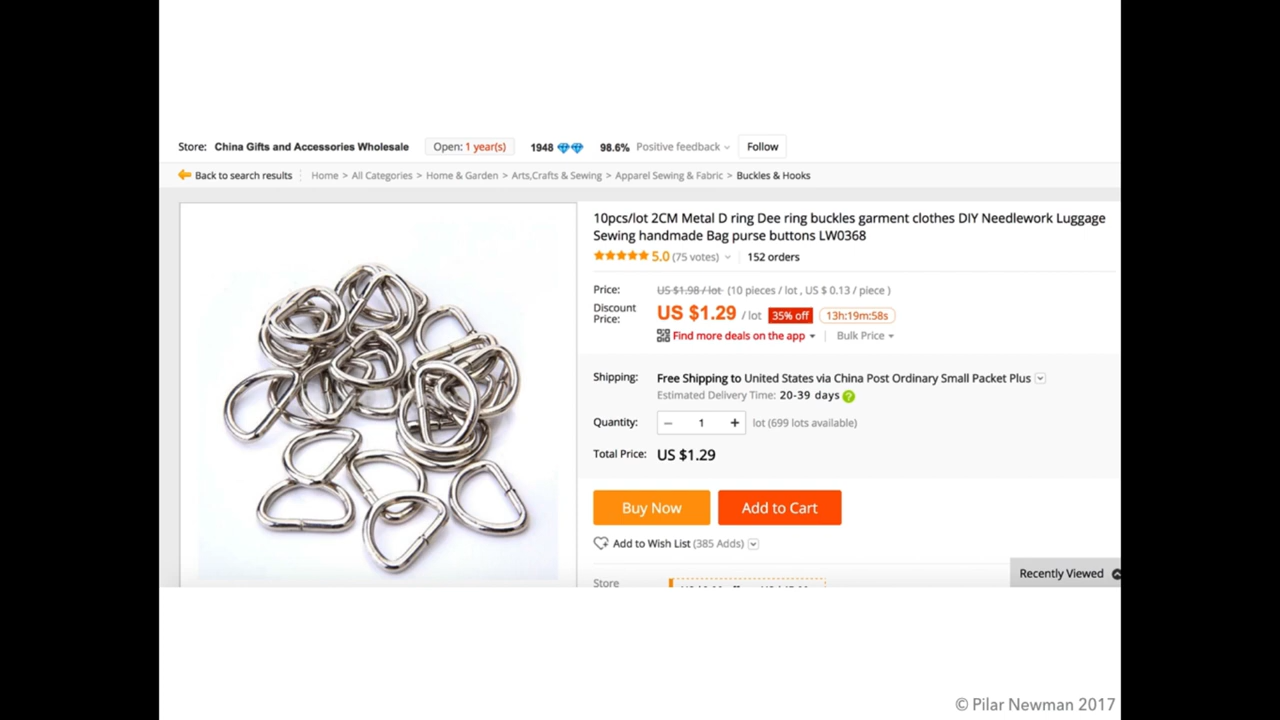 Store: China Gifts and Accessories Wholesale Open: 1 year(s) 1948 98.6% Positive feedback Follow
Back to search results Home > All Categories > Home & Garden > Arts,Crafts & Sewing > Apparel Sewing & Fabric > Buckles & Hooks
10pcs/lot 2CM Metal D ring Dee ring buckles garment clothes DIY Needlework Luggage
Sewing handmade Bag purse buttons LW0368
5.0 (75 votes) 152 orders
Price: US $1.98 / lot (10 pieces / lot , US $ 0.13 / piece )
Discount
Price: US $1.29 / lot 35% off 13h:19m:58s
Find more deals on the app Bulk Price
Shipping: Free Shipping to United States via China Post Ordinary Small Packet Plus
Estimated Delivery Time: 20-39 days ?
Quantity: − 1 + lot (699 lots available)
Total Price: US $1.29
Buy Now Add to Cart
Add to Wish List (385 Adds)
Recently Viewed
Store
© Pilar Newman 2017